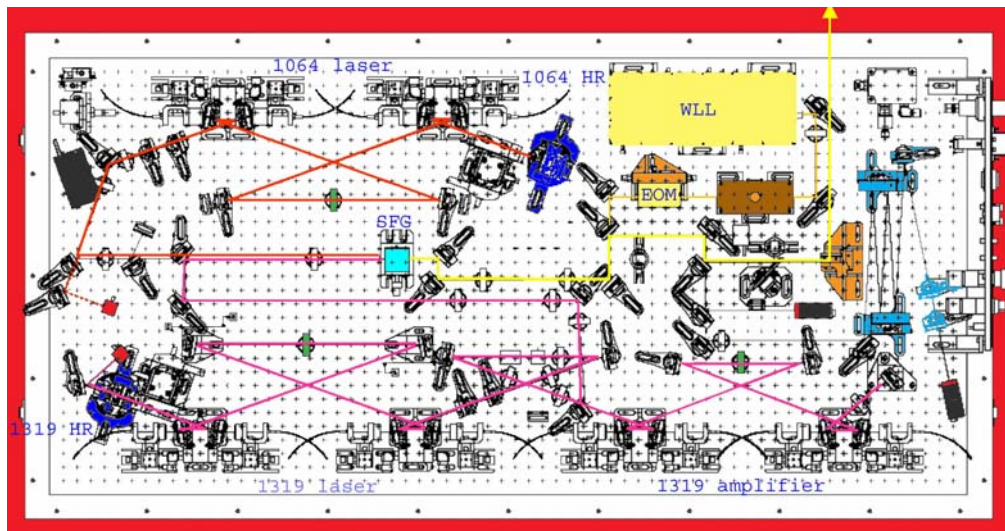 1064 laser
1064 HR
WLL
EOM
SFG
1319 HR
1319 laser
1319 amplifier